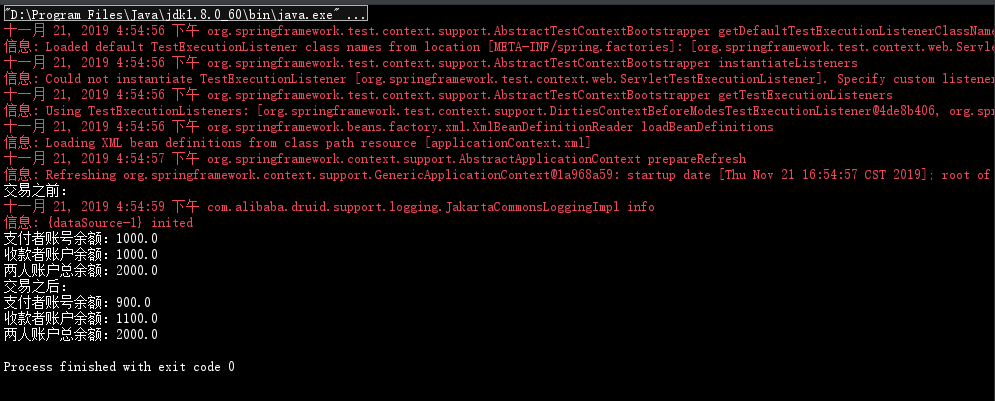 "D:\Program Files\Java\jdk1.8.0_60\bin\java.exe" ...
十一月 21, 2019 4:54:56 下午 org.springframework.test.context.support.AbstractTestContextBootstrapper getDefaultTestExecutionListenerClassName
信息: Loaded default TestExecutionListener class names from location [META-INF/spring.factories]: [org.springframework.test.context.web.Servle
十一月 21, 2019 4:54:56 下午 org.springframework.test.context.support.AbstractTestContextBootstrapper instantiateListeners
信息: Could not instantiate TestExecutionListener [org.springframework.test.context.web.ServletTestExecutionListener]. Specify custom listener
十一月 21, 2019 4:54:56 下午 org.springframework.test.context.support.AbstractTestContextBootstrapper getTestExecutionListeners
信息: Using TestExecutionListeners: [org.springframework.test.context.support.DirtiesContextBeforeModesTestExecutionListener@4de8b406, org.spr
十一月 21, 2019 4:54:56 下午 org.springframework.beans.factory.xml.XmlBeanDefinitionReader loadBeanDefinitions
信息: Loading XML bean definitions from class path resource [applicationContext.xml]
十一月 21, 2019 4:54:57 下午 org.springframework.context.support.AbstractApplicationContext prepareRefresh
信息: Refreshing org.springframework.context.support.GenericApplicationContext@1a968a59: startup date [Thu Nov 21 16:54:57 CST 2019]; root of
交易之前:
十一月 21, 2019 4:54:59 下午 com.alibaba.druid.support.logging.JakartaCommonsLoggingImpl info
信息: {dataSource-1} inited
支付者账号余额: 1000.0
收款者账户余额: 1000.0
两人账户总余额: 2000.0
交易之后:
支付者账号余额: 900.0
收款者账户余额: 1100.0
两人账户总余额: 2000.0
Process finished with exit code 0